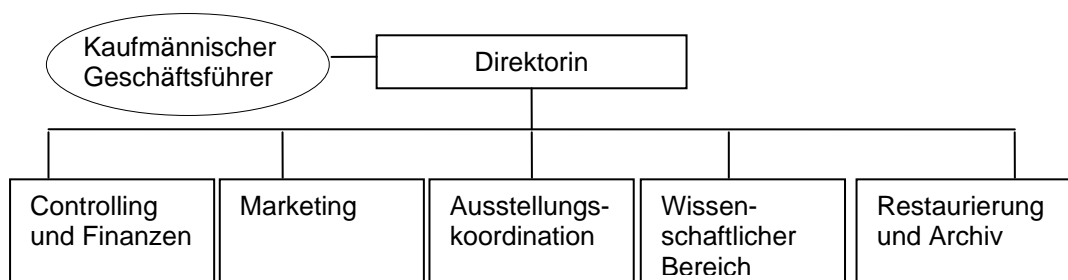 Kaufmännischer
Geschäftsführer
Direktorin
Controlling
und Finanzen
Marketing
Ausstellungs-
koordination
Wissen-
schaftlicher
Bereich
Restaurierung
und Archiv